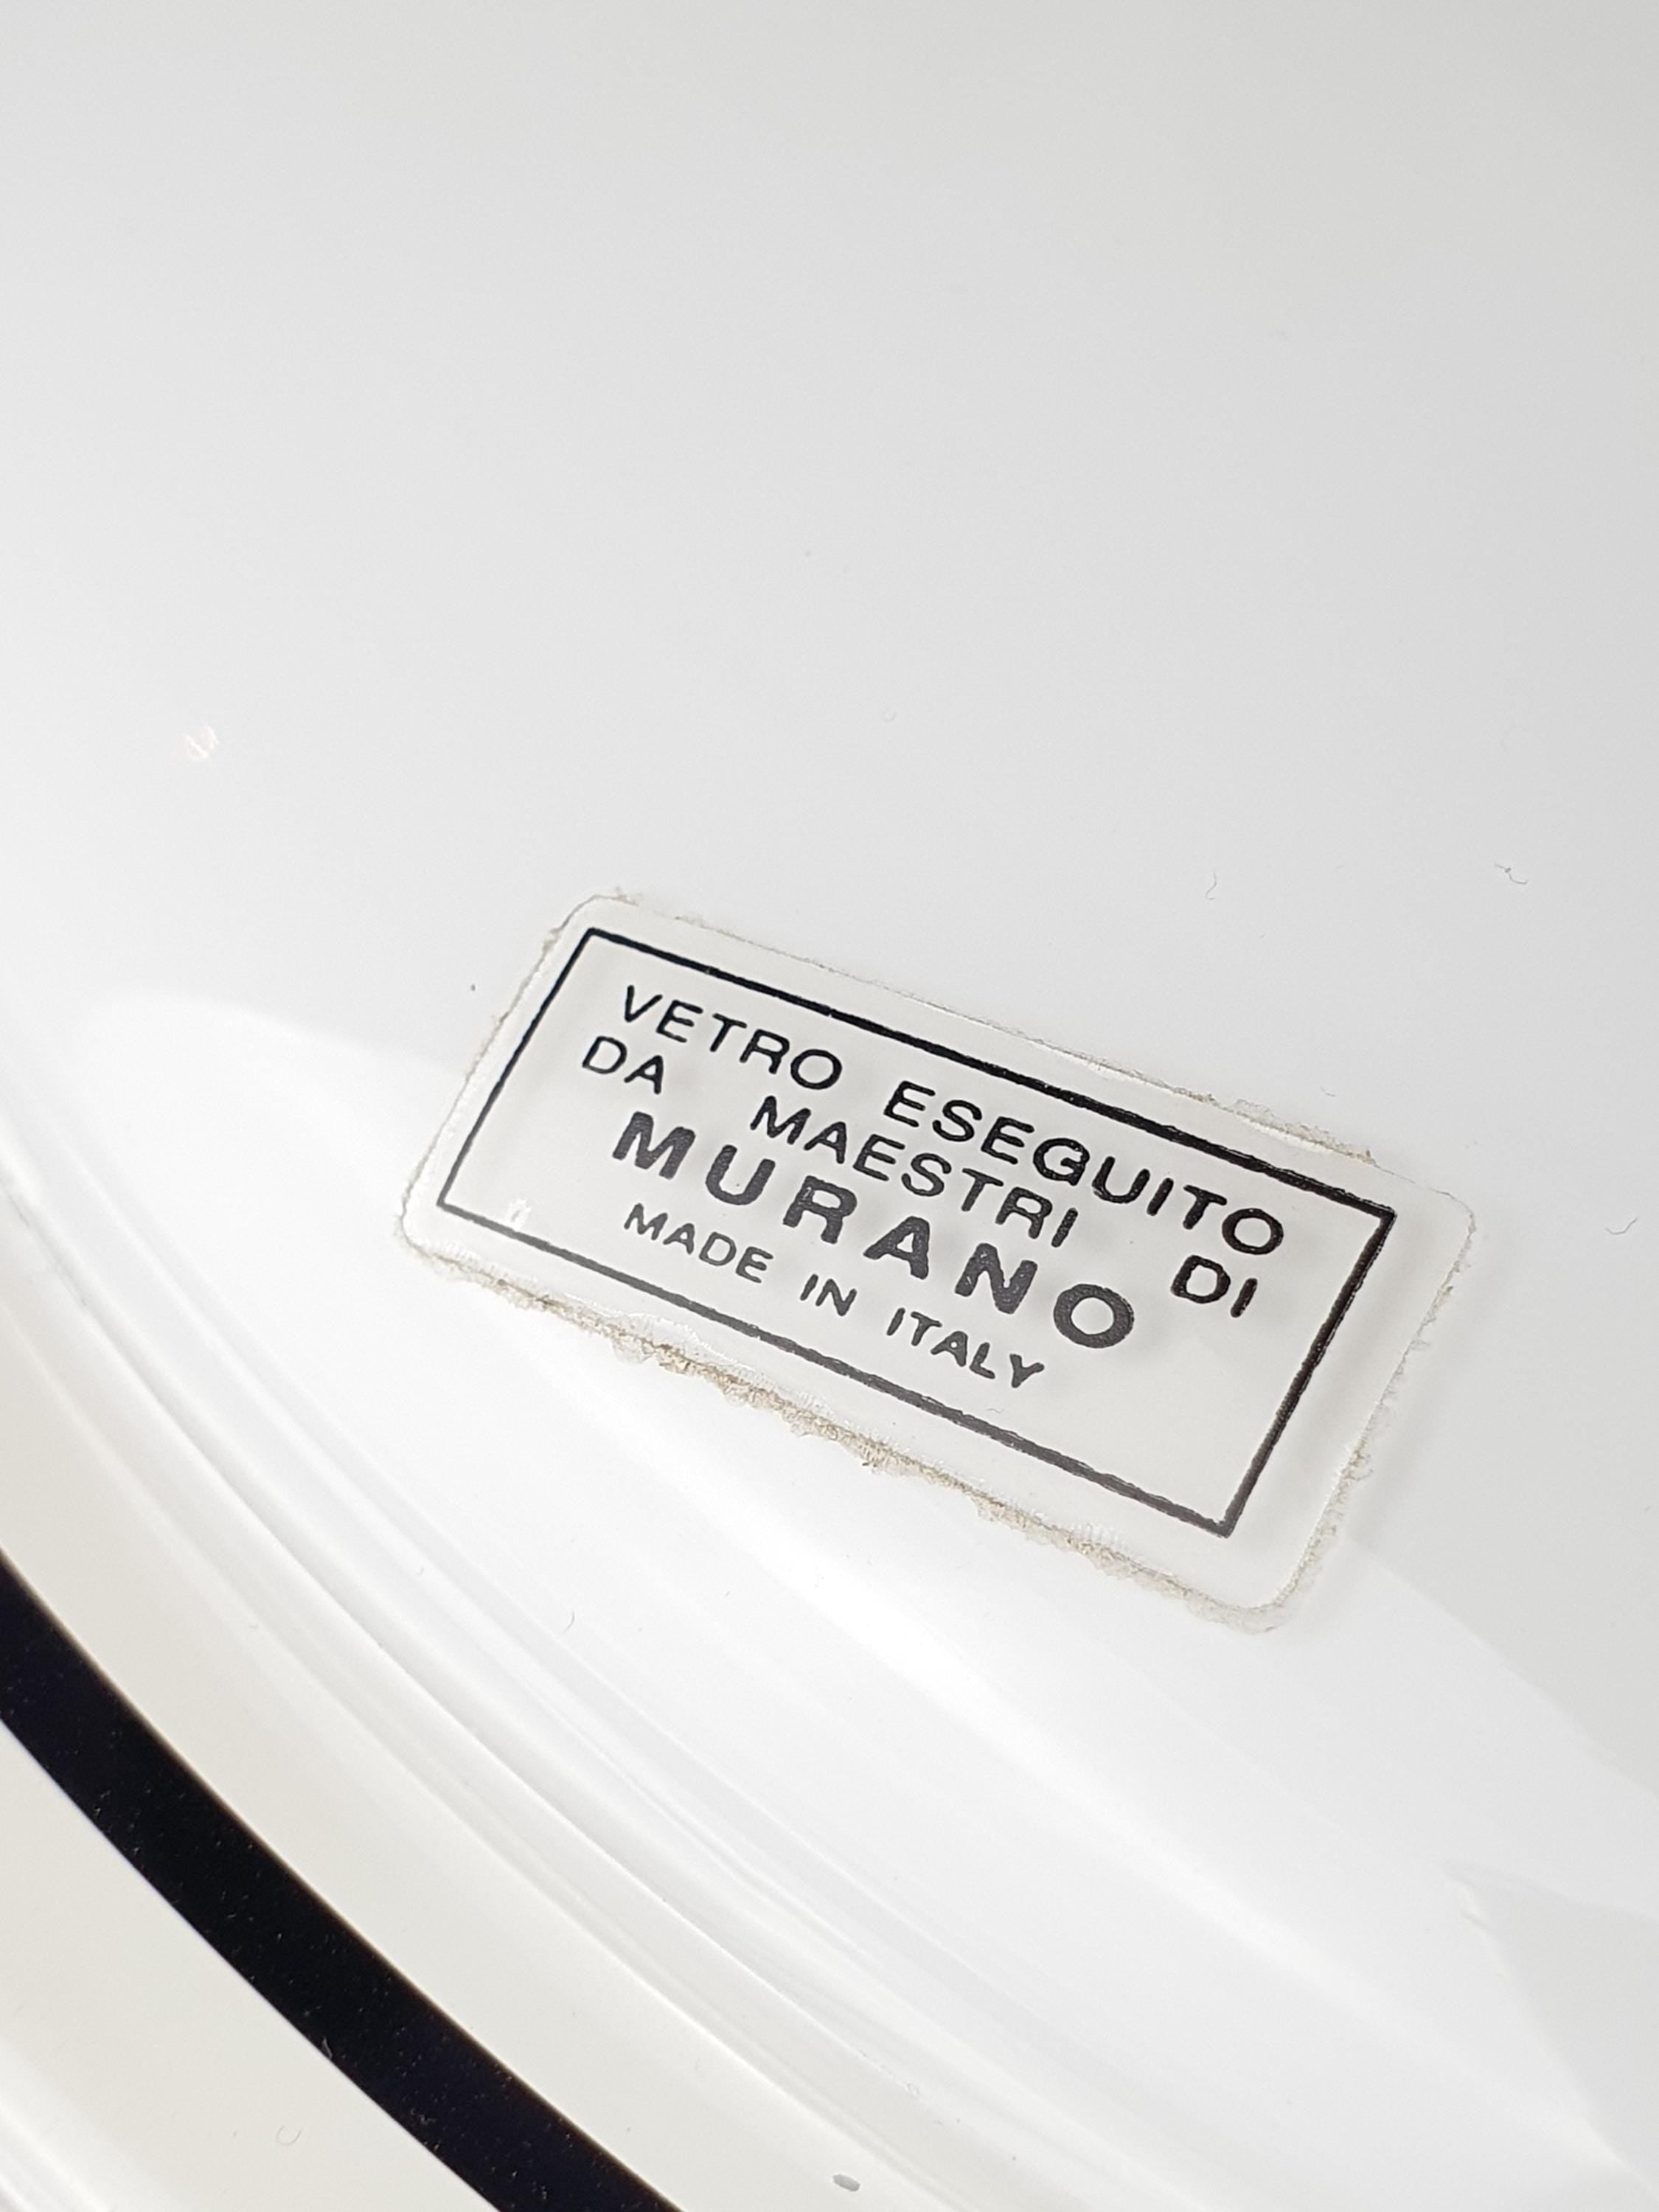 VETRO ESEGUITO
DA MAESTRI DI
MURANO
MADE IN ITALY